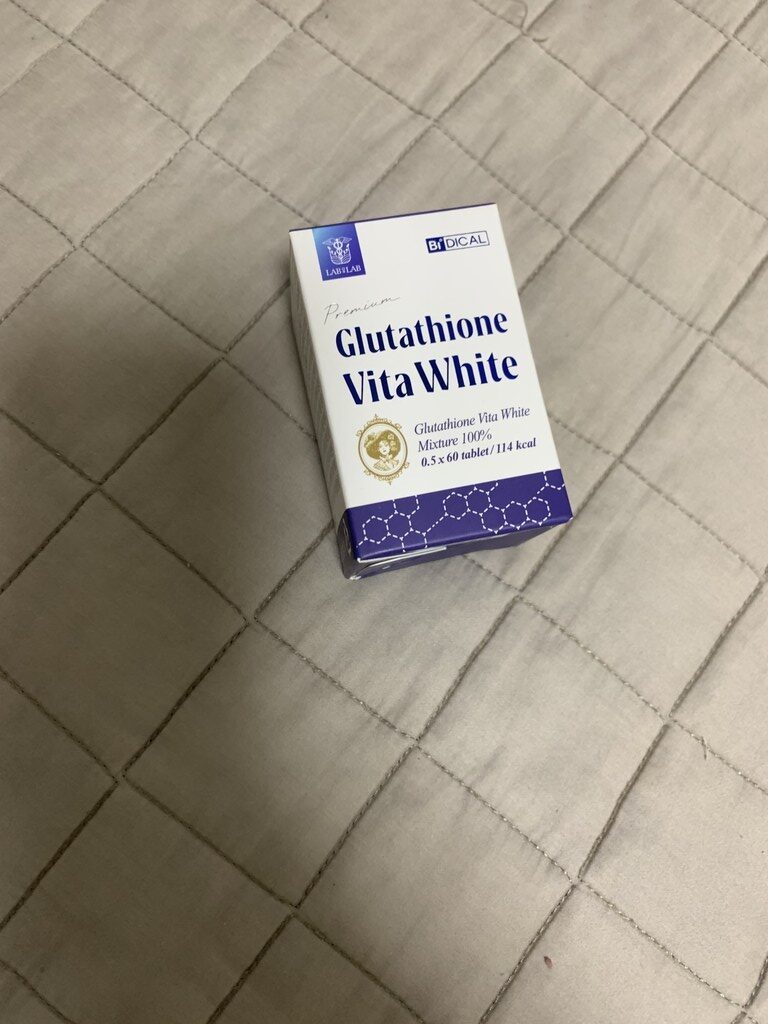 LAB LAB
Bi DICAL
Premium
Glutathione
Vita White
Glutathione Vita White
Mixture 100%
0.5 x 60 tablet / 114 kcal